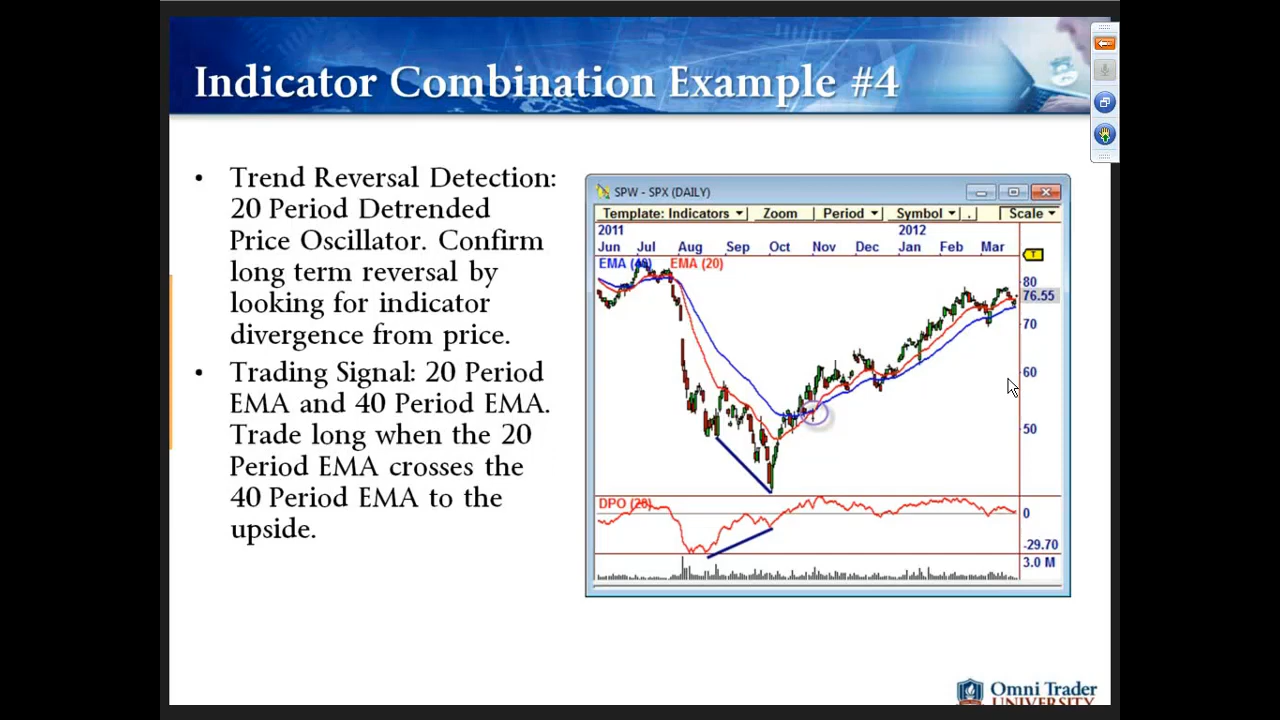 Indicator Combination Example #4
• Trend Reversal Detection:
20 Period Detrended
Price Oscillator. Confirm
long term reversal by
looking for indicator
divergence from price.
• Trading Signal: 20 Period
EMA and 40 Period EMA.
Trade long when the 20
Period EMA crosses the
40 Period EMA to the
upside.
SPW - SPX (DAILY)
Template: Indicators Zoom Period Symbol . Scale
2011 2012
Jun Jul Aug Sep Oct Nov Dec Jan Feb Mar
EMA (40) EMA (20)
T
80
76.55
70
60
50
DPO (20)
0
-29.70
3.0 M
Omni Trader
UNIVERSITY